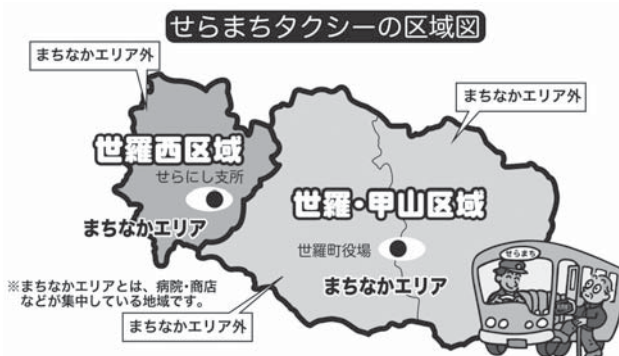 せらまちタクシーの区域図
まちなかエリア外
まちなかエリア外
世羅西区域
せらにし支所
まちなかエリア
世羅・甲山区域
世羅町役場
まちなかエリア
せらまち
※まちなかエリアとは、病院・商店
などが集中している地域です。
まちなかエリア外